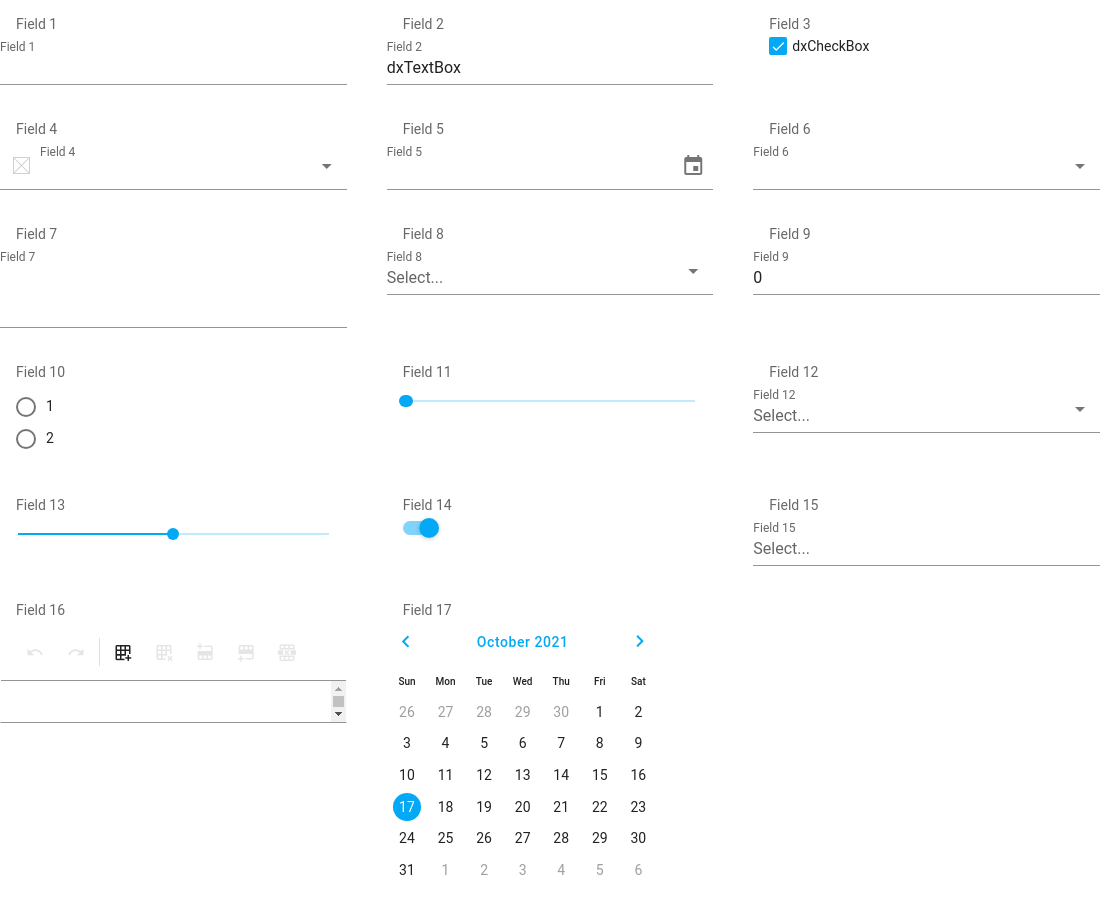 Field 1
Field 1
Field 2
Field 2
dxTextBox
Field 3
dxCheckBox
Field 4
Field 4
Field 5
Field 5
Field 6
Field 6
Field 7
Field 7
Field 8
Field 8
Select...
Field 9
Field 9
0
Field 10
1
2
Field 11
Field 12
Field 12
Select...
Field 13
Field 14
Field 15
Field 15
Select...
Field 16
Field 17
October 2021
Sun Mon Tue Wed Thu Fri Sat
26 27 28 29 30 1 2
3 4 5 6 7 8 9
10 11 12 13 14 15 16
17 18 19 20 21 22 23
24 25 26 27 28 29 30
31 1 2 3 4 5 6